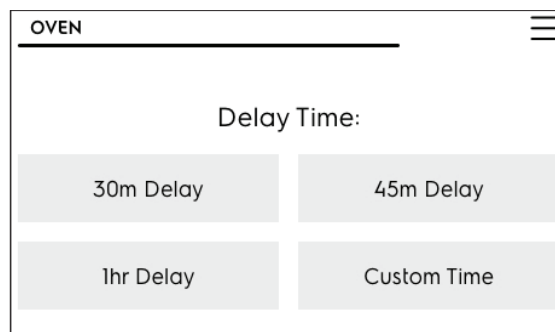 OVEN
Delay Time:
30m Delay
45m Delay
1hr Delay
Custom Time